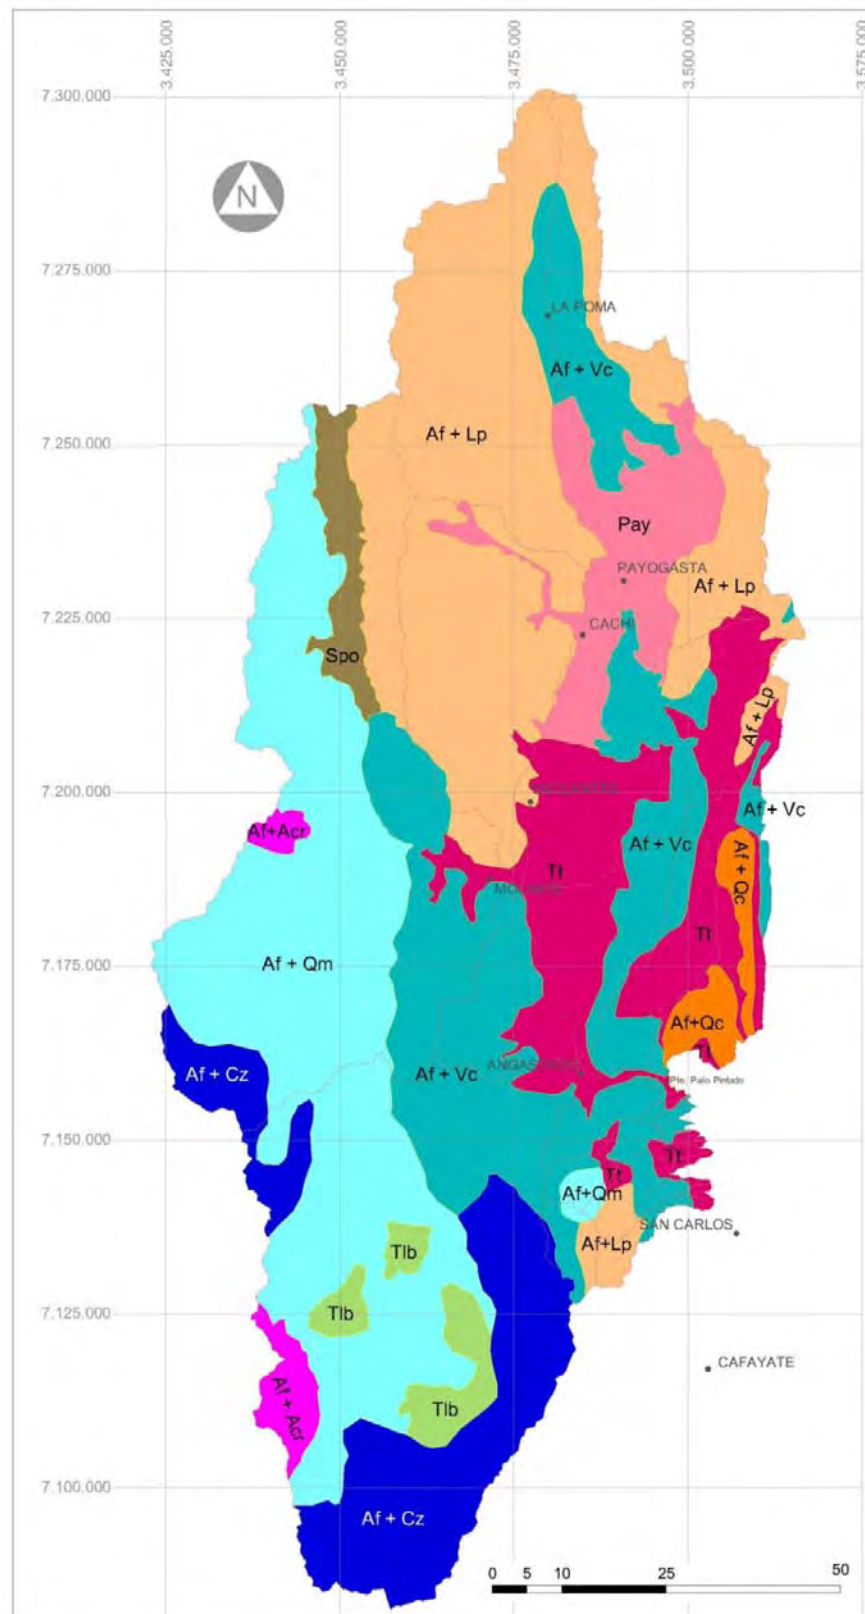 3.425.000
3.450.000
3.475.000
3.500.000
3.575.000
7.300.000
N
7.275.000
LA POMA
Af + Vc
7.250.000
Af + Lp
Pay
PAYOGASTA
Af + Lp
7.225.000
CACHI
Spo
Af + Lp
7.200.000
Af + Vc
Af+Acr
Af + Vc
Af + Qc
Tt
MOLINOS
Tt
7.175.000
Af + Qm
Af+Qc
Tt
Af + Cz
Af + Vc
ANGASTACO
Pto. Palo Pintado
7.150.000
Tt
Tt
Af+Qm
SAN CARLOS
Af+Lp
Tlb
7.125.000
Tlb
CAFAYATE
Af + Acr
Tlb
7.100.000
Af + Cz
0 5 10 25 50